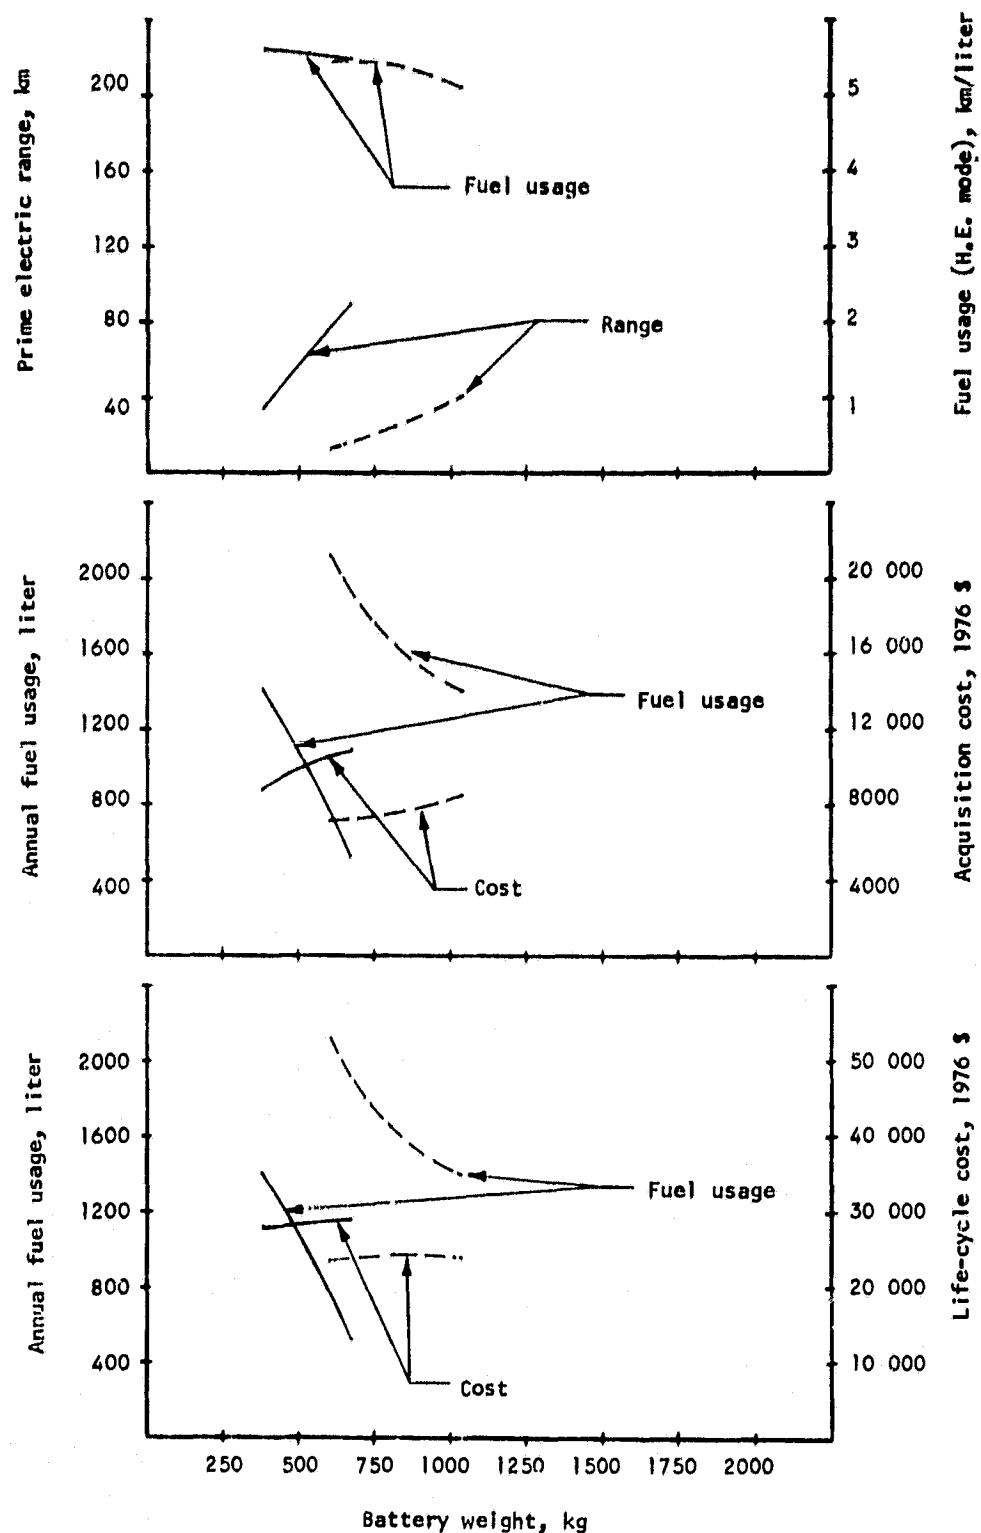 Prime electric range, km
200
160
120
80
40
Fuel usage
Range
5
4
3
2
1
Fuel usage (H.E. mode), km/liter
Annual fuel usage, liter
2000
1600
1200
800
400
Fuel usage
Cost
20 000
16 000
12 000
8000
4000
Acquisition cost, 1976 $
Annual fuel usage, liter
2000
1600
1200
800
400
Fuel usage
Cost
50 000
40 000
30 000
20 000
10 000
Life-cycle cost, 1976 $
250 500 750 1000 1250 1500 1750 2000
Battery weight, kg